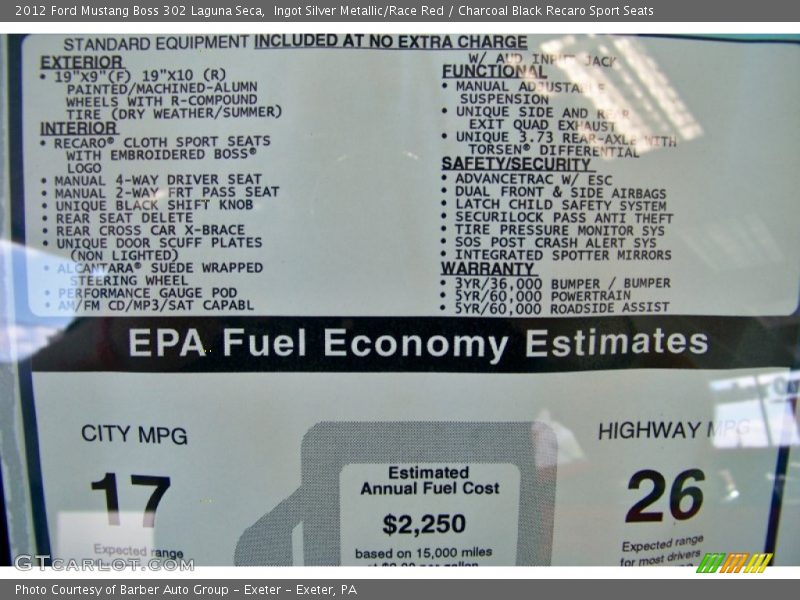 2012 Ford Mustang Boss 302 Laguna Seca, Ingot Silver Metallic/Race Red / Charcoal Black Recaro Sport Seats
STANDARD EQUIPMENT INCLUDED AT NO EXTRA CHARGE
EXTERIOR
• 19"X9"(F) 19"X10 (R)
PAINTED/MACHINED-ALUMN
WHEELS WITH R-COMPOUND
TIRE (DRY WEATHER/SUMMER)
INTERIOR
• RECARO® CLOTH SPORT SEATS
WITH EMBROIDERED BOSS®
LOGO
• MANUAL 4-WAY DRIVER SEAT
• MANUAL 2-WAY FRT PASS SEAT
• UNIQUE BLACK SHIFT KNOB
• REAR SEAT DELETE
• REAR CROSS CAR X-BRACE
• UNIQUE DOOR SCUFF PLATES
(NON LIGHTED)
• ALCANTARA® SUEDE WRAPPED
STEERING WHEEL
• PERFORMANCE GAUGE POD
• AM/FM CD/MP3/SAT CAPABL
W/ AUD INPUT JACK
FUNCTIONAL
• MANUAL ADJUSTABLE
SUSPENSION
• UNIQUE SIDE AND REAR
EXIT QUAD EXHAUST
• UNIQUE 3.73 REAR-AXLE WITH
TORSEN® DIFFERENTIAL
SAFETY/SECURITY
• ADVANCETRAC W/ ESC
• DUAL FRONT & SIDE AIRBAGS
• LATCH CHILD SAFETY SYSTEM
• SECURILOCK PASS ANTI THEFT
• TIRE PRESSURE MONITOR SYS
• SOS POST CRASH ALERT SYS
• INTEGRATED SPOTTER MIRRORS
WARRANTY
• 3YR/36,000 BUMPER / BUMPER
• 5YR/60,000 POWERTRAIN
• 5YR/60,000 ROADSIDE ASSIST
EPA Fuel Economy Estimates
CITY MPG
17
Expected range
Estimated
Annual Fuel Cost
$2,250
based on 15,000 miles
HIGHWAY MPG
26
Expected range
for most drivers
GTCarLot.com
Photo Courtesy of Barber Auto Group - Exeter - Exeter, PA